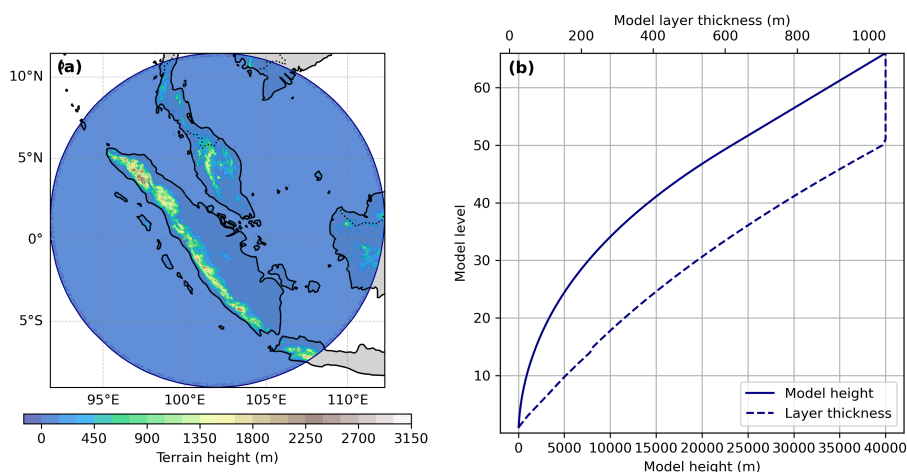 (a)
10°N
5°N
0°
5°S
95°E 100°E 105°E 110°E
0 450 900 1350 1800 2250 2700 3150
Terrain height (m)
Model layer thickness (m)
0 200 400 600 800 1000
(b)
60
50
40
30
20
10
Model level
Model height
Layer thickness
0 5000 10000 15000 20000 25000 30000 35000 40000
Model height (m)